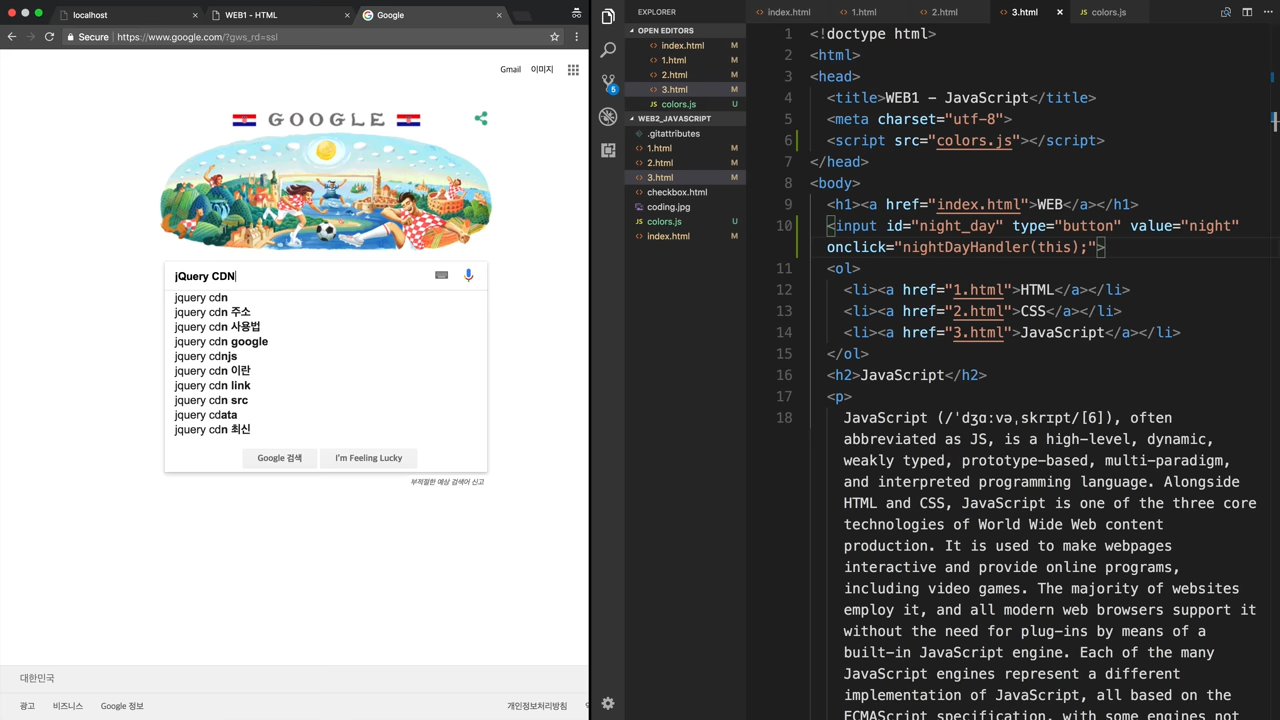 localhost
WEB1 - HTML
Google
Secure
https://www.google.com/?gws_rd=ssl
Gmail
이미지
GOOGLE
jQuery CDN
jquery cdn
jquery cdn 주소
jquery cdn 사용법
jquery cdn google
jquery cdnjs
jquery cdn 이란
jquery cdn link
jquery cdn src
jquery cdata
jquery cdn 최신
Google 검색
I'm Feeling Lucky
부적절한 예상 검색어 신고
대한민국
광고
비즈니스
Google 정보
개인정보처리방침
5
EXPLORER
OPEN EDITORS
index.html M
1.html M
2.html M
3.html M
JS colors.js U
WEB2_JAVASCRIPT
.gitattributes
1.html M
2.html M
3.html M
checkbox.html M
coding.jpg M
JS colors.js U
index.html M
index.html
1.html
2.html
3.html
JS colors.js
1 <!doctype html>
2 <html>
3 <head>
4 <title>WEB1 - JavaScript</title>
5 <meta charset="utf-8">
6 <script src="colors.js"></script>
7 </head>
8 <body>
9 <h1><a href="index.html">WEB</a></h1>
10 <input id="night_day" type="button" value="night"
onclick="nightDayHandler(this);">
11 <ol>
12 <li><a href="1.html">HTML</a></li>
13 <li><a href="2.html">CSS</a></li>
14 <li><a href="3.html">JavaScript</a></li>
15 </ol>
16 <h2>JavaScript</h2>
17 <p>
18 JavaScript (/ˈdʒɑːvəˌskrɪpt/[6]), often
abbreviated as JS, is a high-level, dynamic,
weakly typed, prototype-based, multi-paradigm,
and interpreted programming language. Alongside
HTML and CSS, JavaScript is one of the three core
technologies of World Wide Web content
production. It is used to make webpages
interactive and provide online programs,
including video games. The majority of websites
employ it, and all modern web browsers support it
without the need for plug-ins by means of a
built-in JavaScript engine. Each of the many
JavaScript engines represent a different
implementation of JavaScript, all based on the
ECMAScript specification, with some engines not